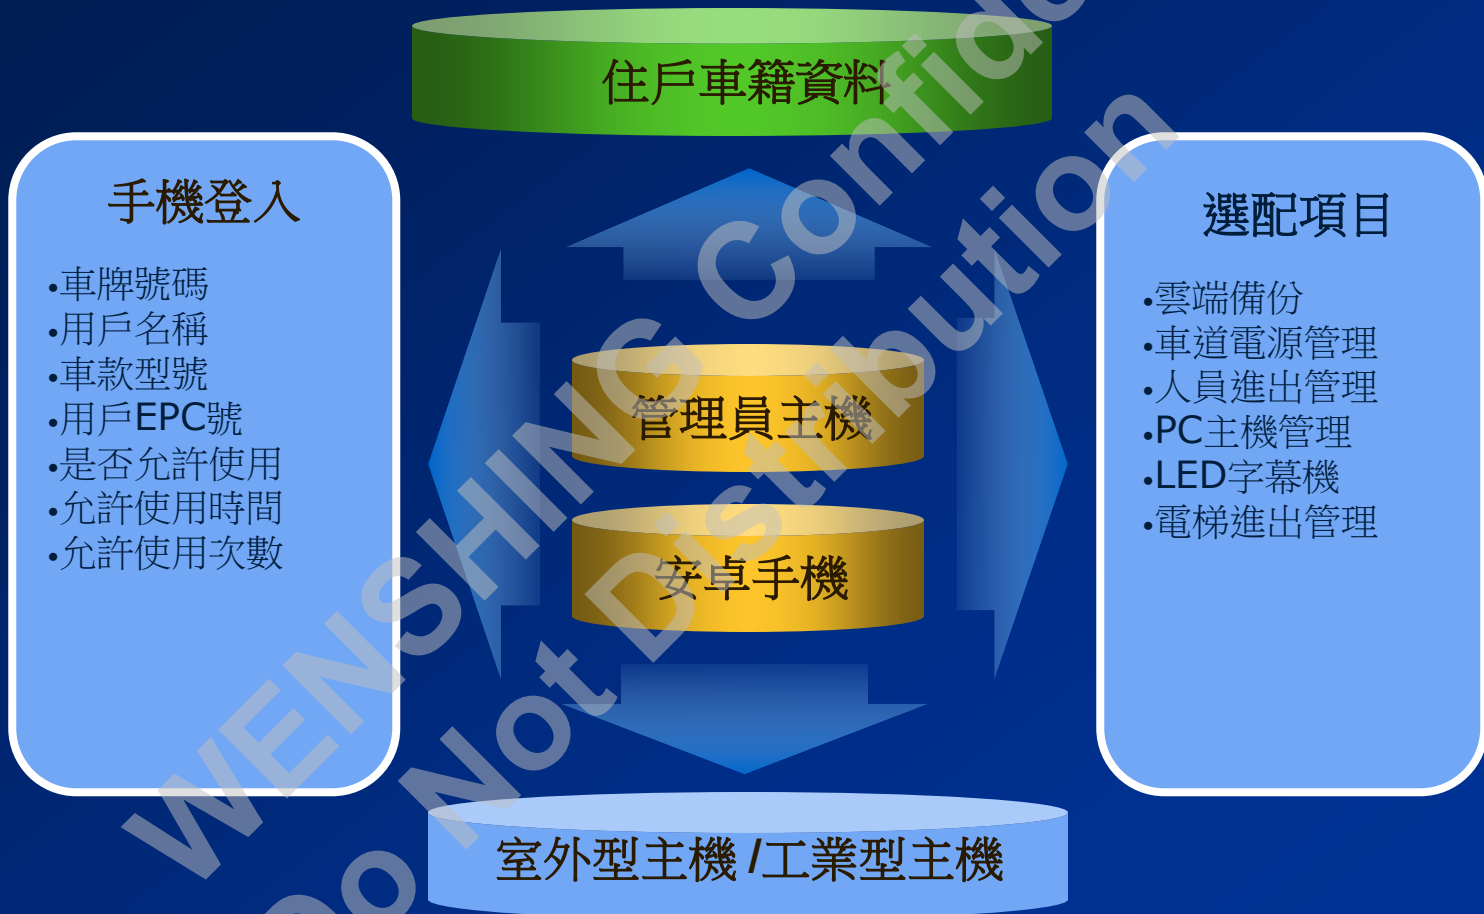 住戶車籍資料
手機登入
•車牌號碼
•用戶名稱
•車款型號
•用戶EPC號
•是否允許使用
•允許使用時間
•允許使用次數
管理員主機
安卓手機
選配項目
•雲端備份
•車道電源管理
•人員進出管理
•PC主機管理
•LED字幕機
•電梯進出管理
室外型主機 /工業型主機
WENSHING Confide
Do Not Distribution